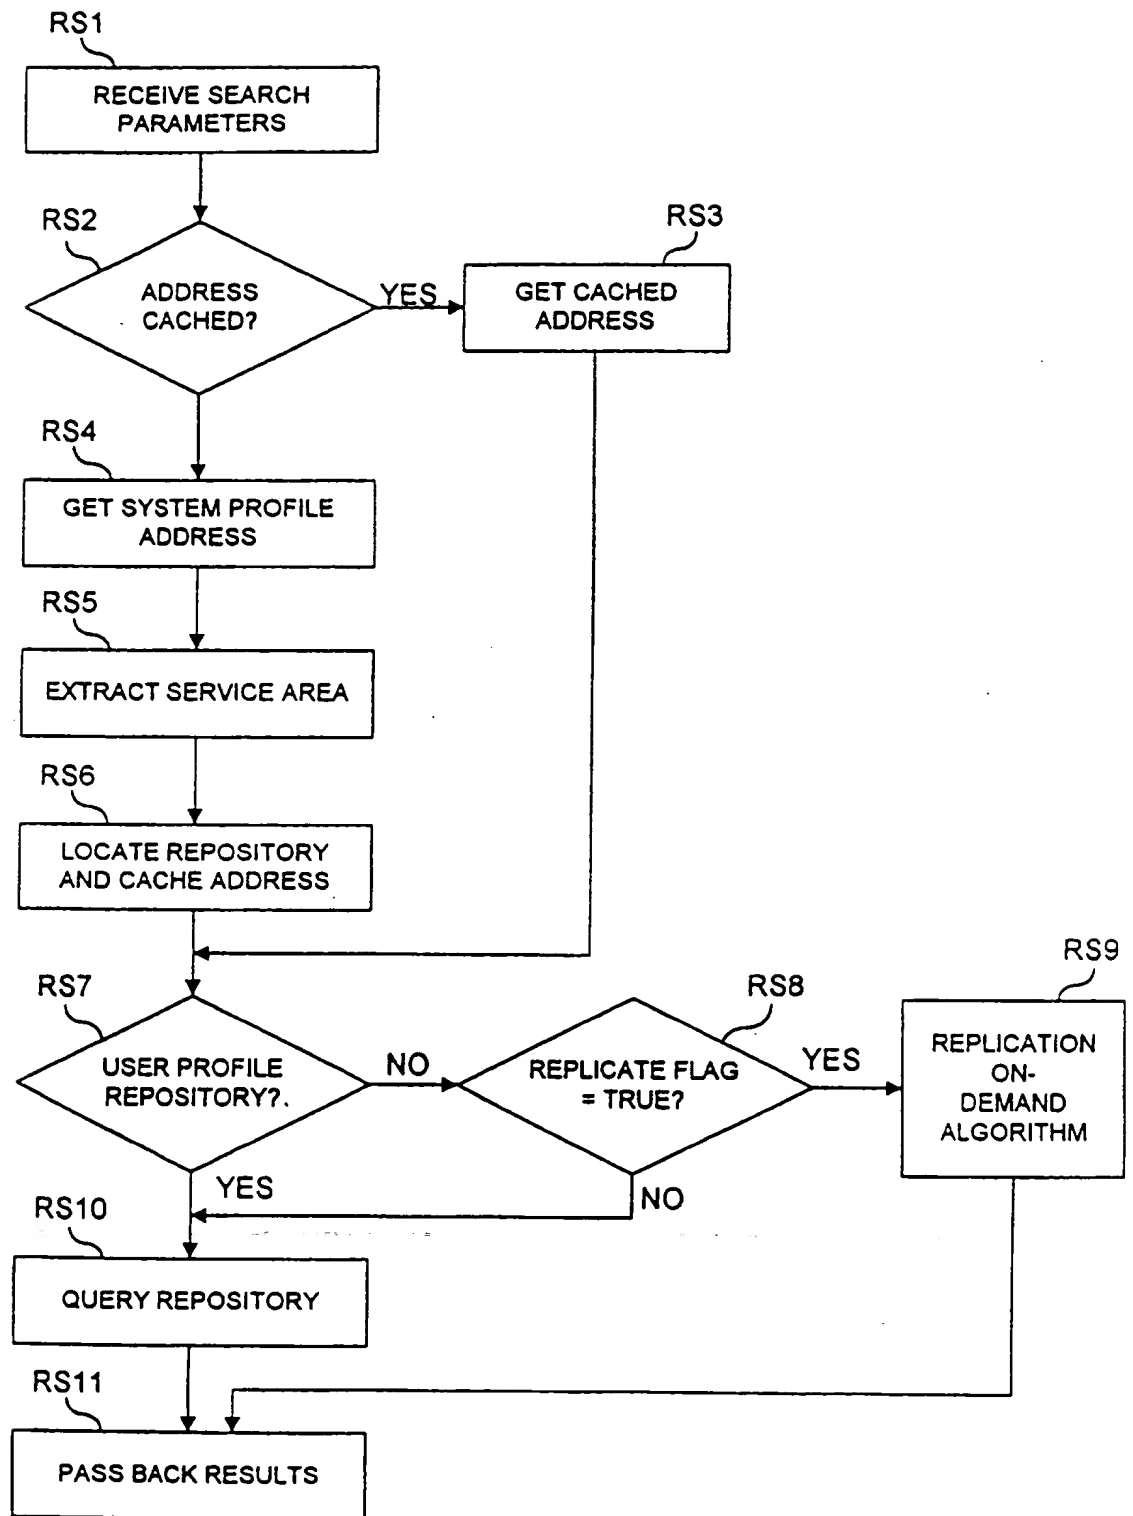 RS1
RECEIVE SEARCH
PARAMETERS
RS2
ADDRESS
CACHED?
YES
RS3
GET CACHED
ADDRESS
RS4
GET SYSTEM PROFILE
ADDRESS
RS5
EXTRACT SERVICE AREA
RS6
LOCATE REPOSITORY
AND CACHE ADDRESS
RS7
USER PROFILE
REPOSITORY?
NO
RS8
REPLICATE FLAG
= TRUE?
YES
RS9
REPLICATION
ON-
DEMAND
ALGORITHM
YES
NO
RS10
QUERY REPOSITORY
RS11
PASS BACK RESULTS